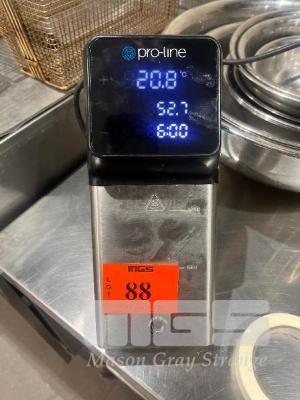 pro-line
20.8 °C
52.7
6:00
MGS
LOT
88
MGS
Mason Gray Strange